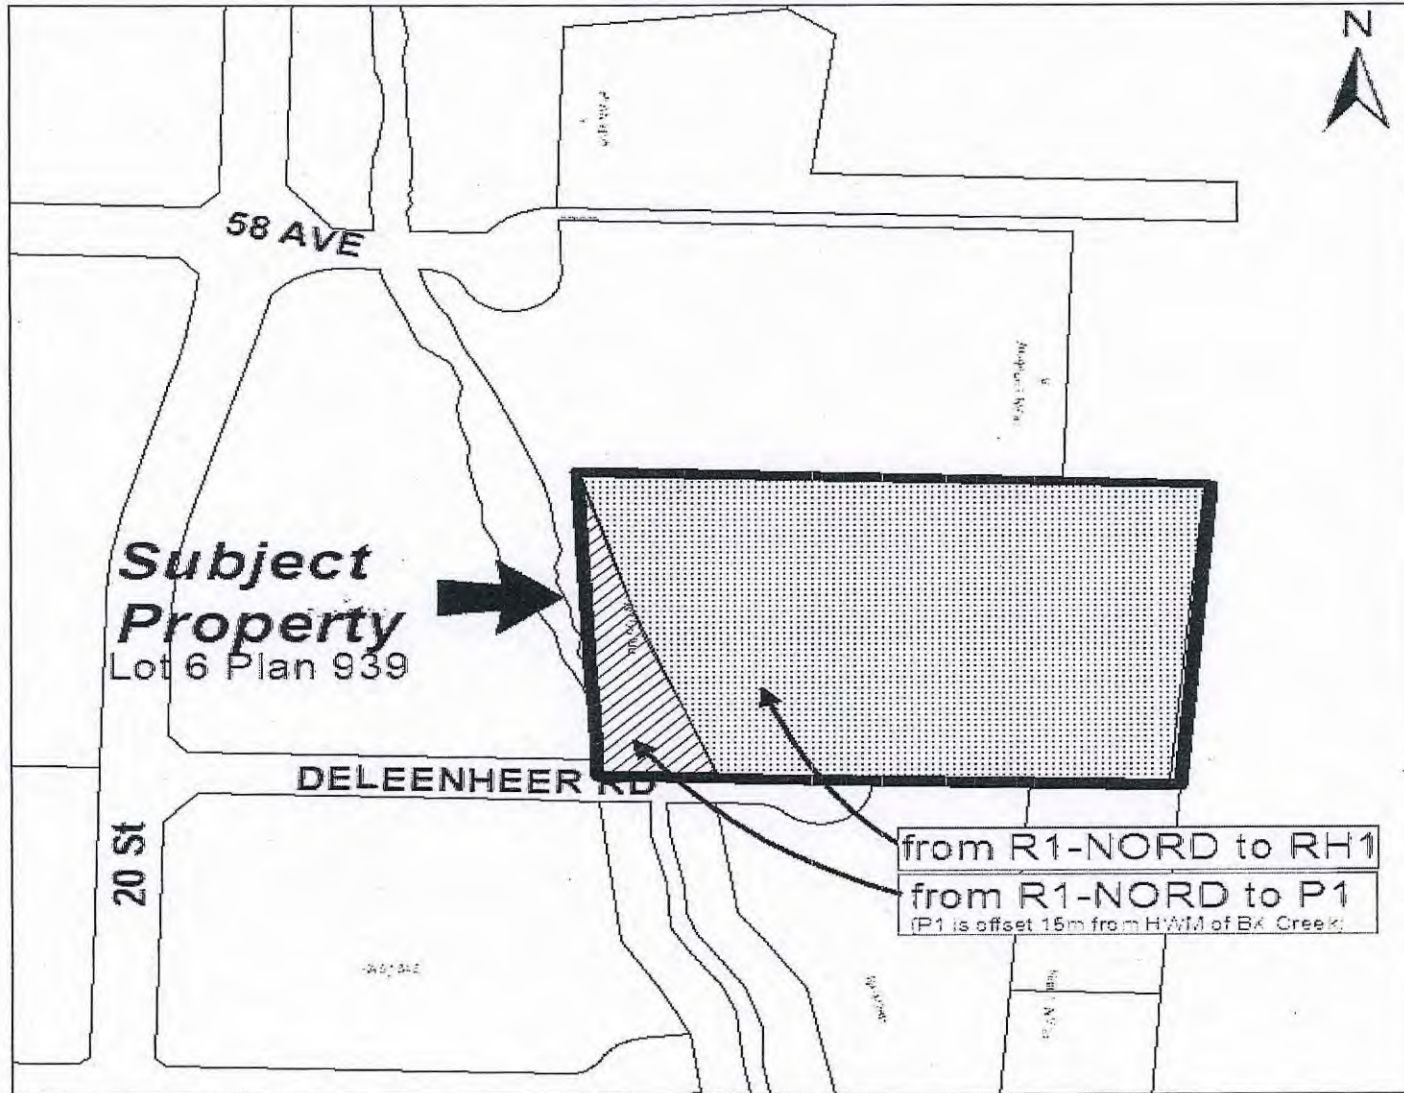 N
58 AVE
Subject
Property
Lot 6 Plan 939
DELEENHEER RD
20 St
from R1-NORD to RH1
from R1-NORD to P1
(P1 is offset 15m from HWM of BX Creek)